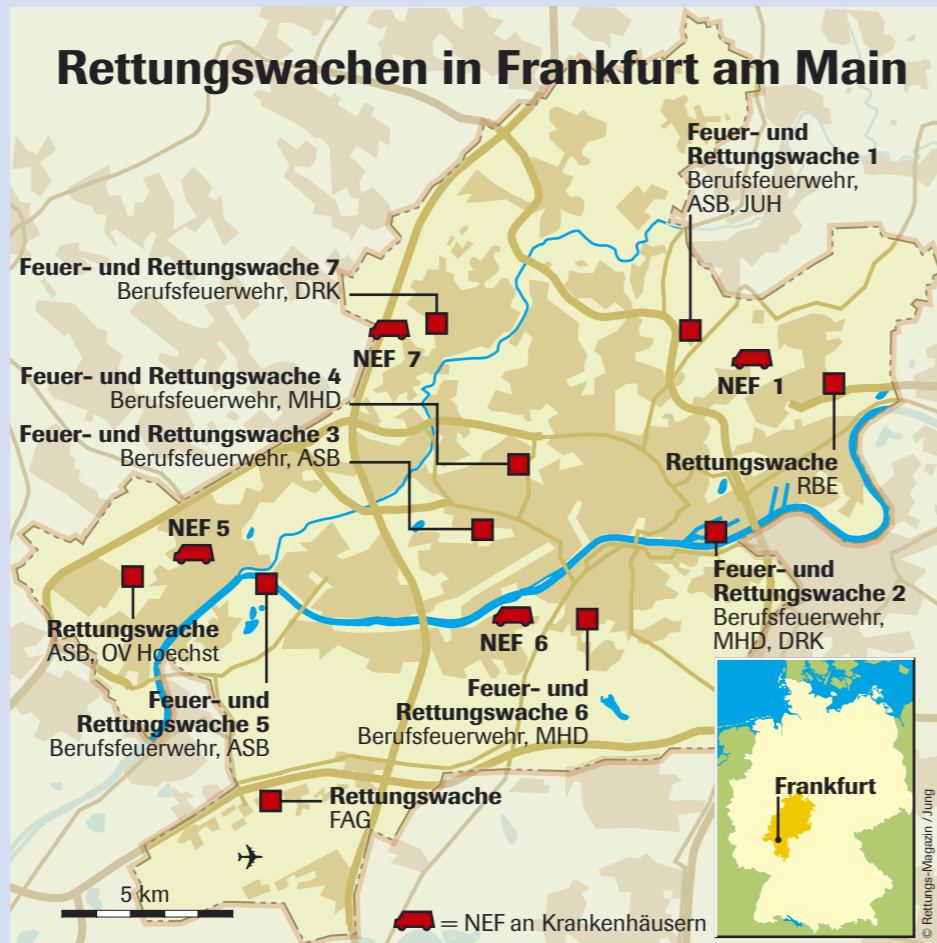 Rettungswachen in Frankfurt am Main
Feuer- und
Rettungswache 1
Berufsfeuerwehr,
ASB, JUH
Feuer- und Rettungswache 7
Berufsfeuerwehr, DRK
NEF 7
NEF 1
Feuer- und Rettungswache 4
Berufsfeuerwehr, MHD
Feuer- und Rettungswache 3
Berufsfeuerwehr, ASB
Rettungswache
RBE
NEF 5
Feuer- und
Rettungswache 2
Berufsfeuerwehr,
MHD, DRK
Rettungswache
ASB, OV Hoechst
NEF 6
Feuer- und
Rettungswache 5
Berufsfeuerwehr, ASB
Feuer- und
Rettungswache 6
Berufsfeuerwehr, MHD
Rettungswache
FAG
Frankfurt
5 km
= NEF an Krankenhäusern
© Rettungs-Magazin /Jung